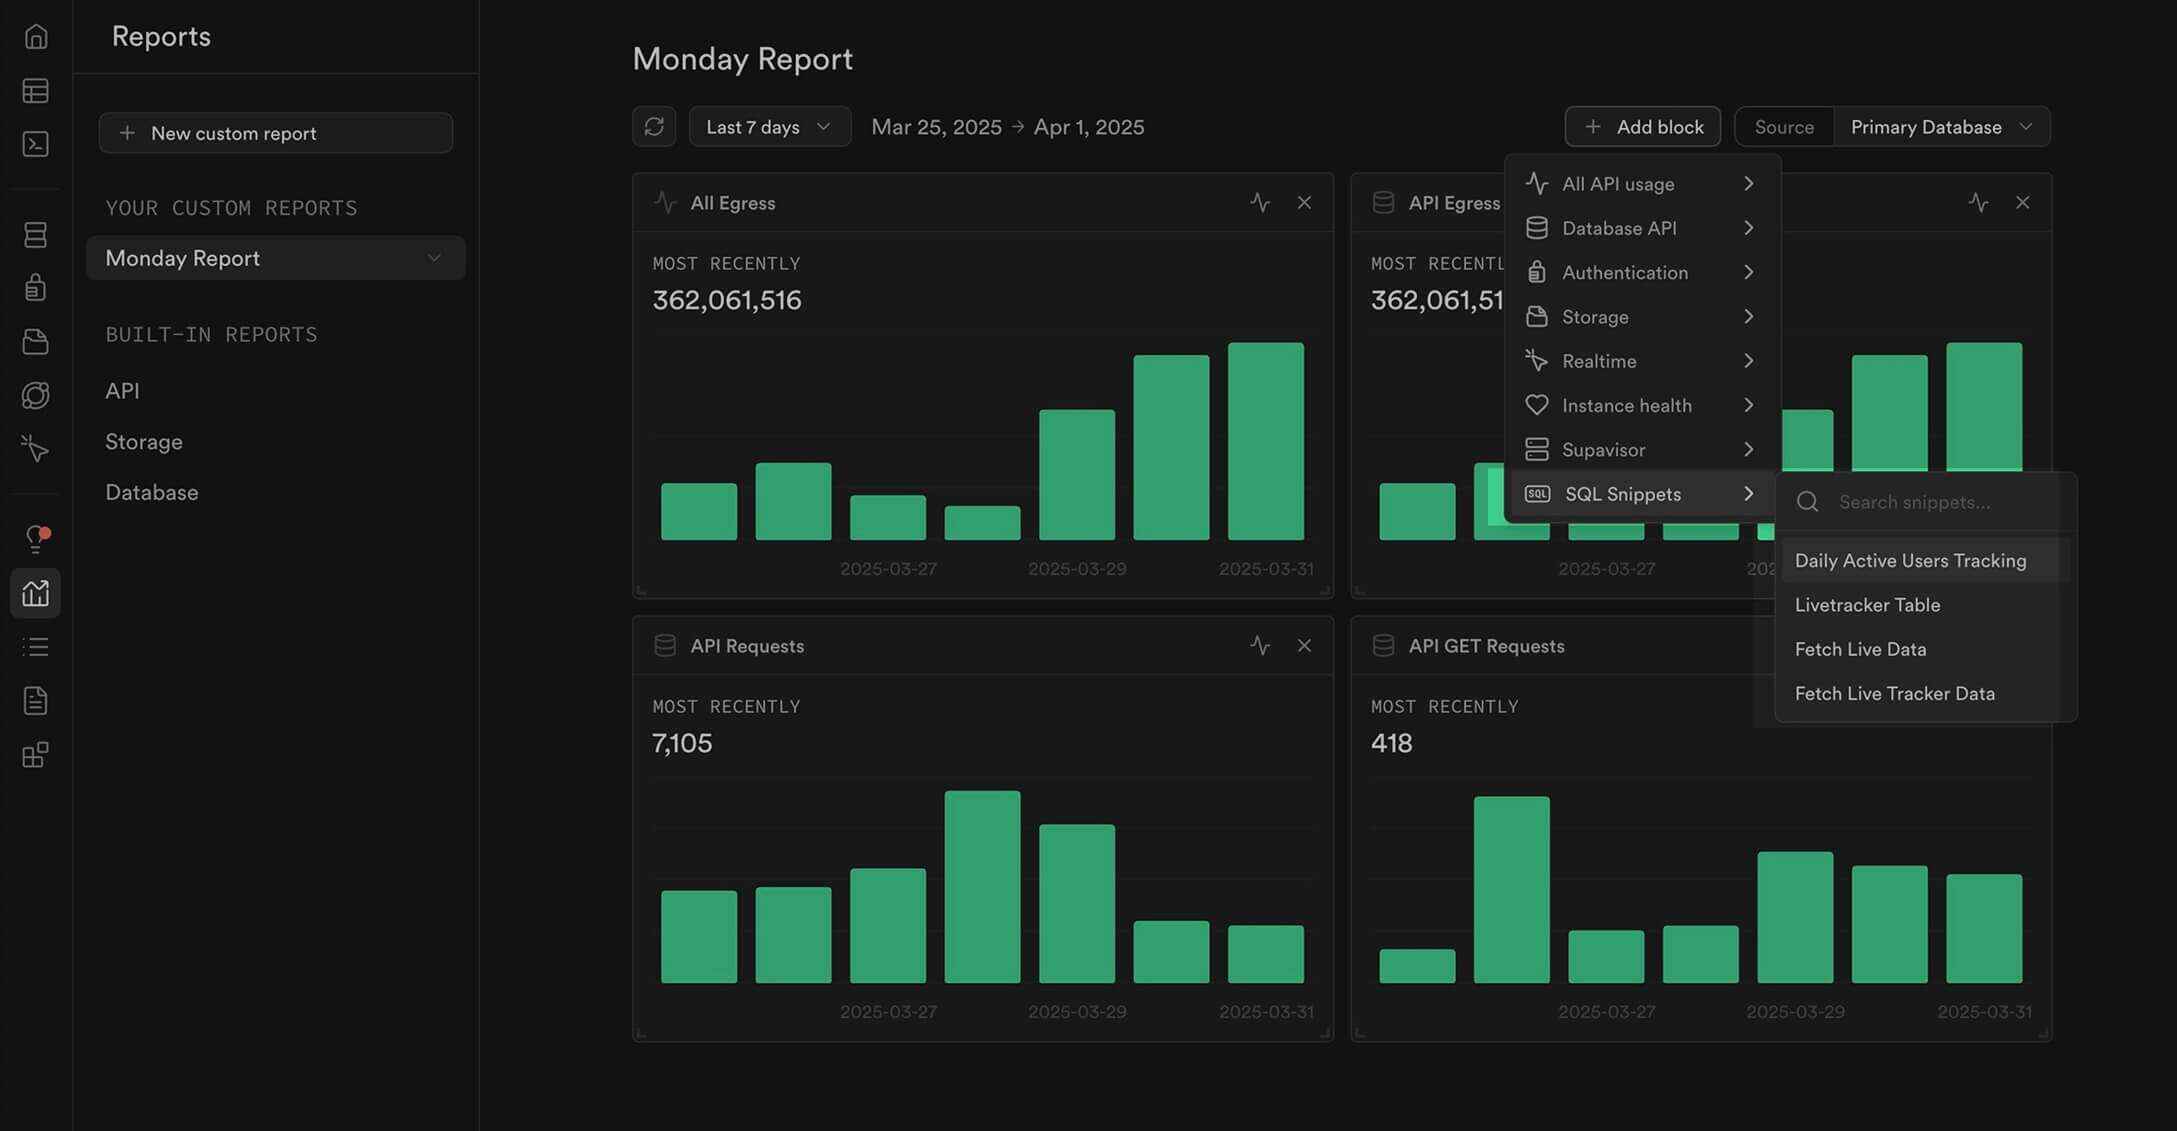 Reports
New custom report
YOUR CUSTOM REPORTS
Monday Report
BUILT-IN REPORTS
API
Storage
Database
Monday Report
Last 7 days
Mar 25, 2025 → Apr 1, 2025
Add block
Source
Primary Database
All API usage
Database API
Authentication
Storage
Realtime
Instance health
Supavisor
SQL SQL Snippets
Search snippets...
Daily Active Users Tracking
Livetracker Table
Fetch Live Data
Fetch Live Tracker Data
All Egress
MOST RECENTLY
362,061,516
2025-03-27 2025-03-29 2025-03-31
API Egress
MOST RECENTL
362,061,51
2025-03-27 202
API Requests
MOST RECENTLY
7,105
2025-03-27 2025-03-29 2025-03-31
API GET Requests
MOST RECENTLY
418
2025-03-27 2025-03-29 2025-03-31